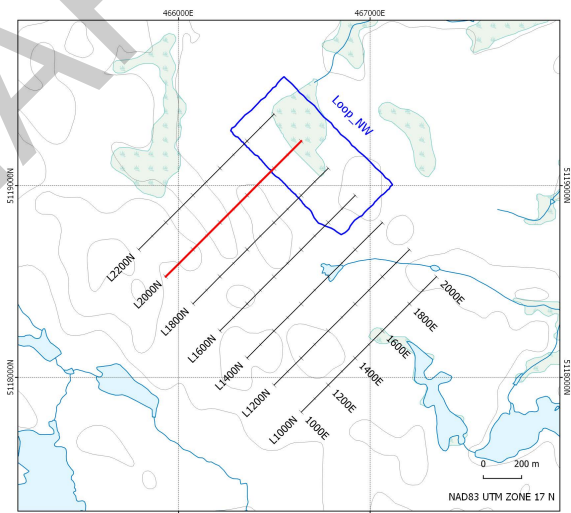 466000E
467000E
Loop_NW
5119000N
5119000N
L2200N
L2000N
L1800N
L1600N
L1400N
L1200N
L1000N
2000E
1800E
1600E
1400E
1200E
1000E
5118000N
5118000N
0 200 m
NAD83 UTM ZONE 17 N